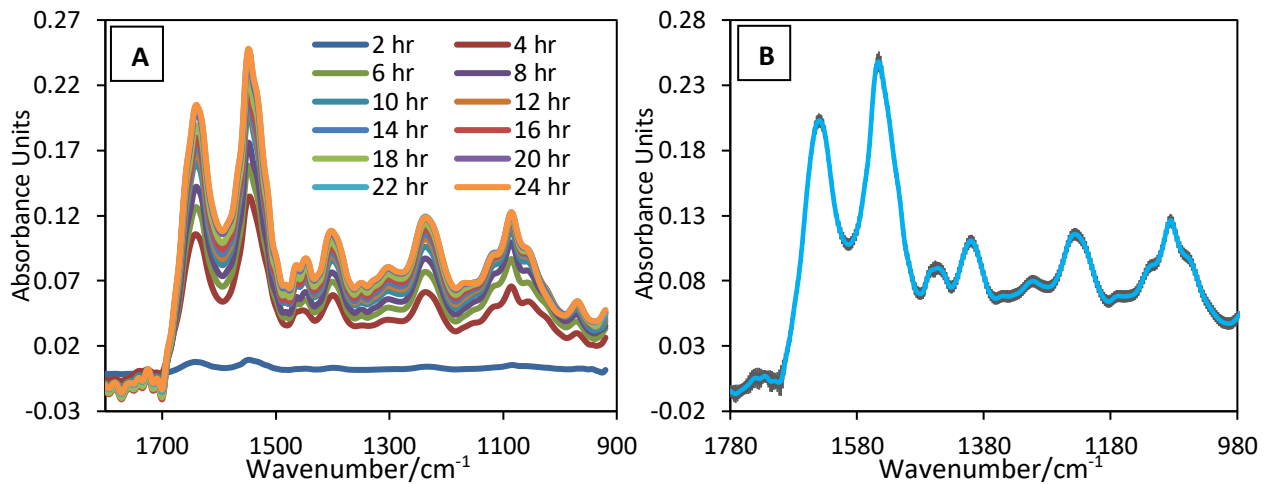 A
2 hr 4 hr
6 hr 8 hr
10 hr 12 hr
14 hr 16 hr
18 hr 20 hr
22 hr 24 hr
0.27
0.22
0.17
0.12
0.07
0.02
-0.03
Absorbance Units
1700 1500 1300 1100 900
Wavenumber/cm⁻¹
B
0.28
0.23
0.18
0.13
0.08
0.03
-0.02
Absorbance Units
1780 1580 1380 1180 980
Wavenumber/cm⁻¹